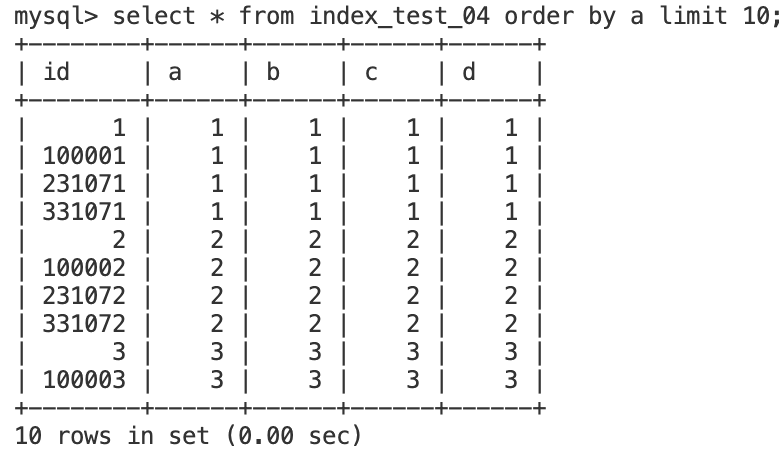 mysql> select * from index_test_04 order by a limit 10;
+--------+------+------+------+------+
| id     | a    | b    | c    | d    |
+--------+------+------+------+------+
|      1 |    1 |    1 |    1 |    1 |
| 100001 |    1 |    1 |    1 |    1 |
| 231071 |    1 |    1 |    1 |    1 |
| 331071 |    1 |    1 |    1 |    1 |
|      2 |    2 |    2 |    2 |    2 |
| 100002 |    2 |    2 |    2 |    2 |
| 231072 |    2 |    2 |    2 |    2 |
| 331072 |    2 |    2 |    2 |    2 |
|      3 |    3 |    3 |    3 |    3 |
| 100003 |    3 |    3 |    3 |    3 |
+--------+------+------+------+------+
10 rows in set (0.00 sec)